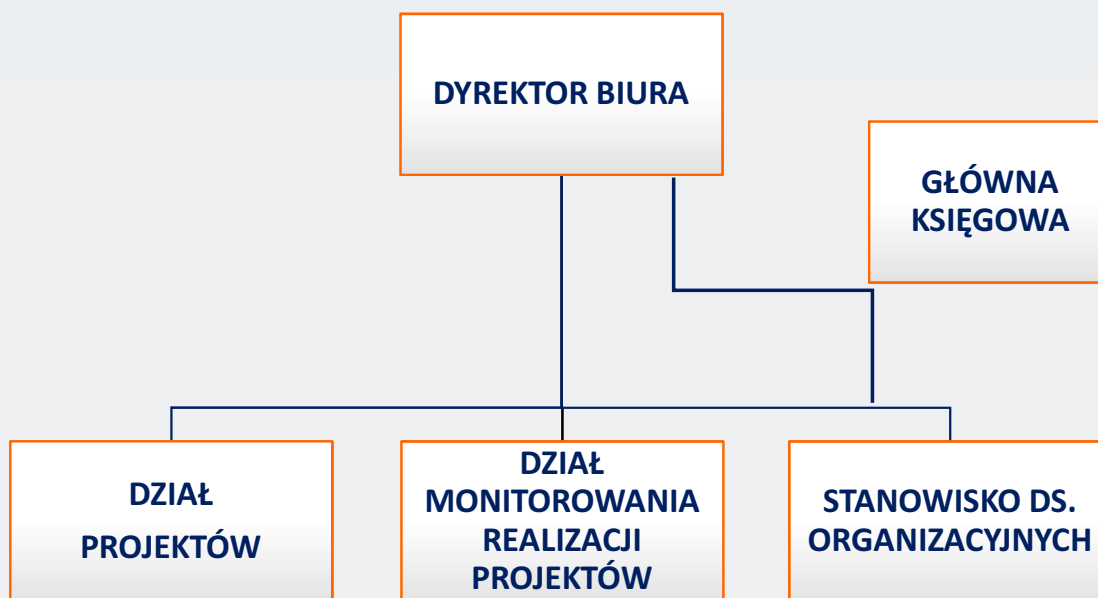 DYREKTOR BIURA
GŁÓWNA
KSIĘGOWA
DZIAŁ
PROJEKTÓW
DZIAŁ
MONITOROWANIA
REALIZACJI
PROJEKTÓW
STANOWISKO DS.
ORGANIZACYJNYCH